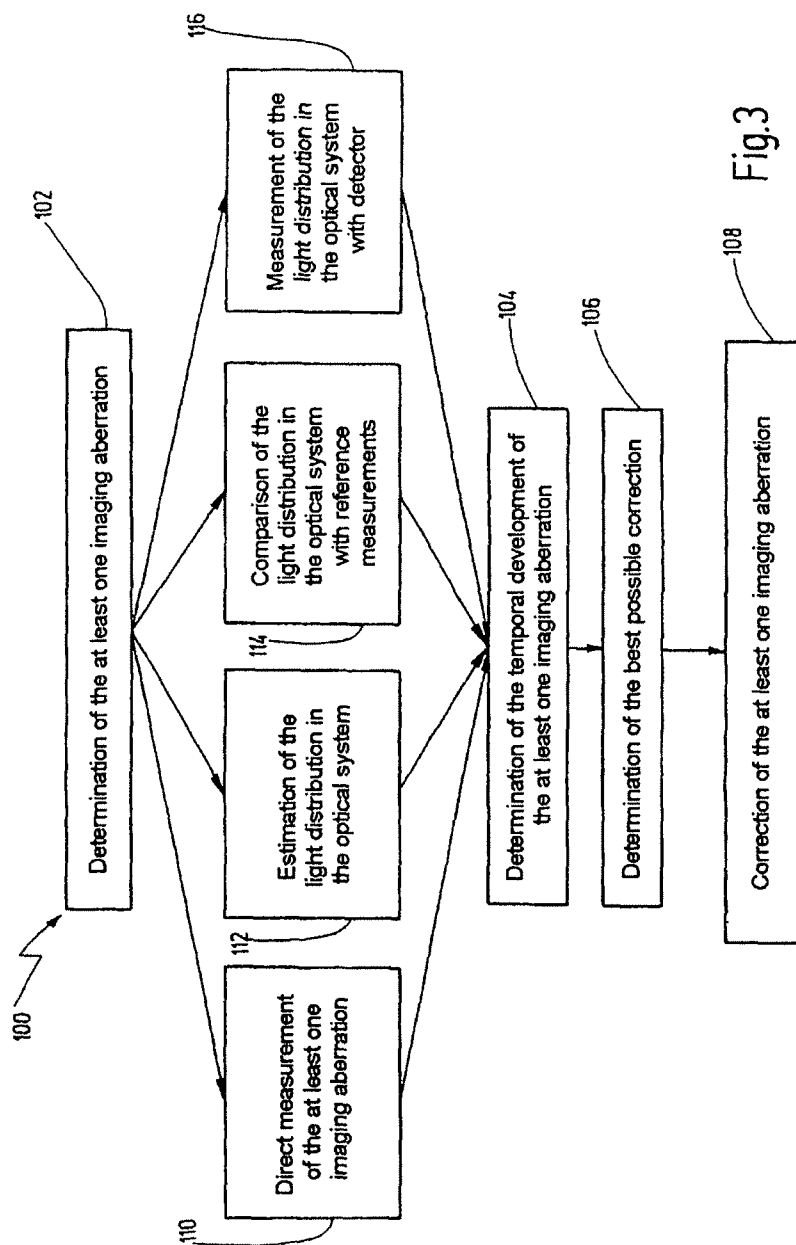 100
102
Determination of the at least one imaging aberration
110
Direct measurement
of the at least one
imaging aberration
112
Estimation of the
light distribution in
the optical system
114
Comparison of the
light distribution in
the optical system
with reference
measurements
116
Measurement of the
light distribution in
the optical system
with detector
104
Determination of the temporal development of
the at least one imaging aberration
106
Determination of the best possible correction
108
Correction of the at least one imaging aberration
Fig.3